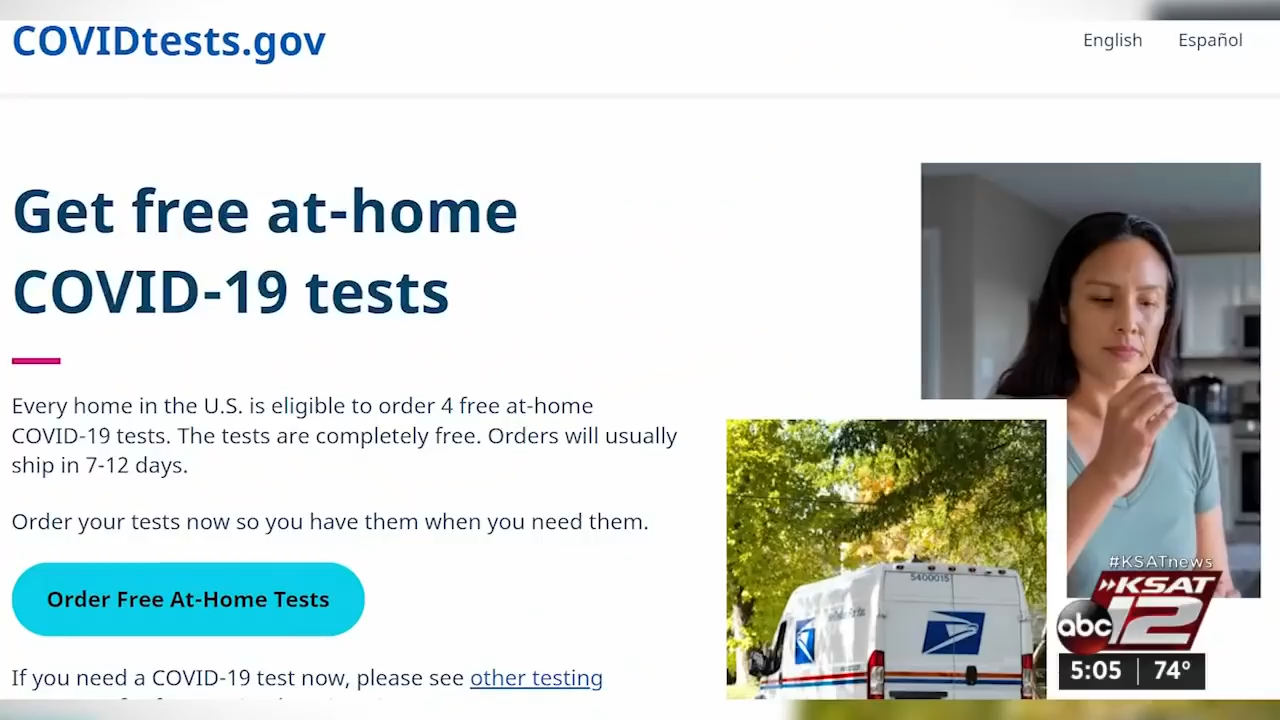 COVIDtests.gov
English
Español
Get free at-home
COVID-19 tests
Every home in the U.S. is eligible to order 4 free at-home
COVID-19 tests. The tests are completely free. Orders will usually
ship in 7-12 days.
Order your tests now so you have them when you need them.
Order Free At-Home Tests
If you need a COVID-19 test now, please see other testing
5400015
#KSATnews
KSAT
abc 12
5:05 74°